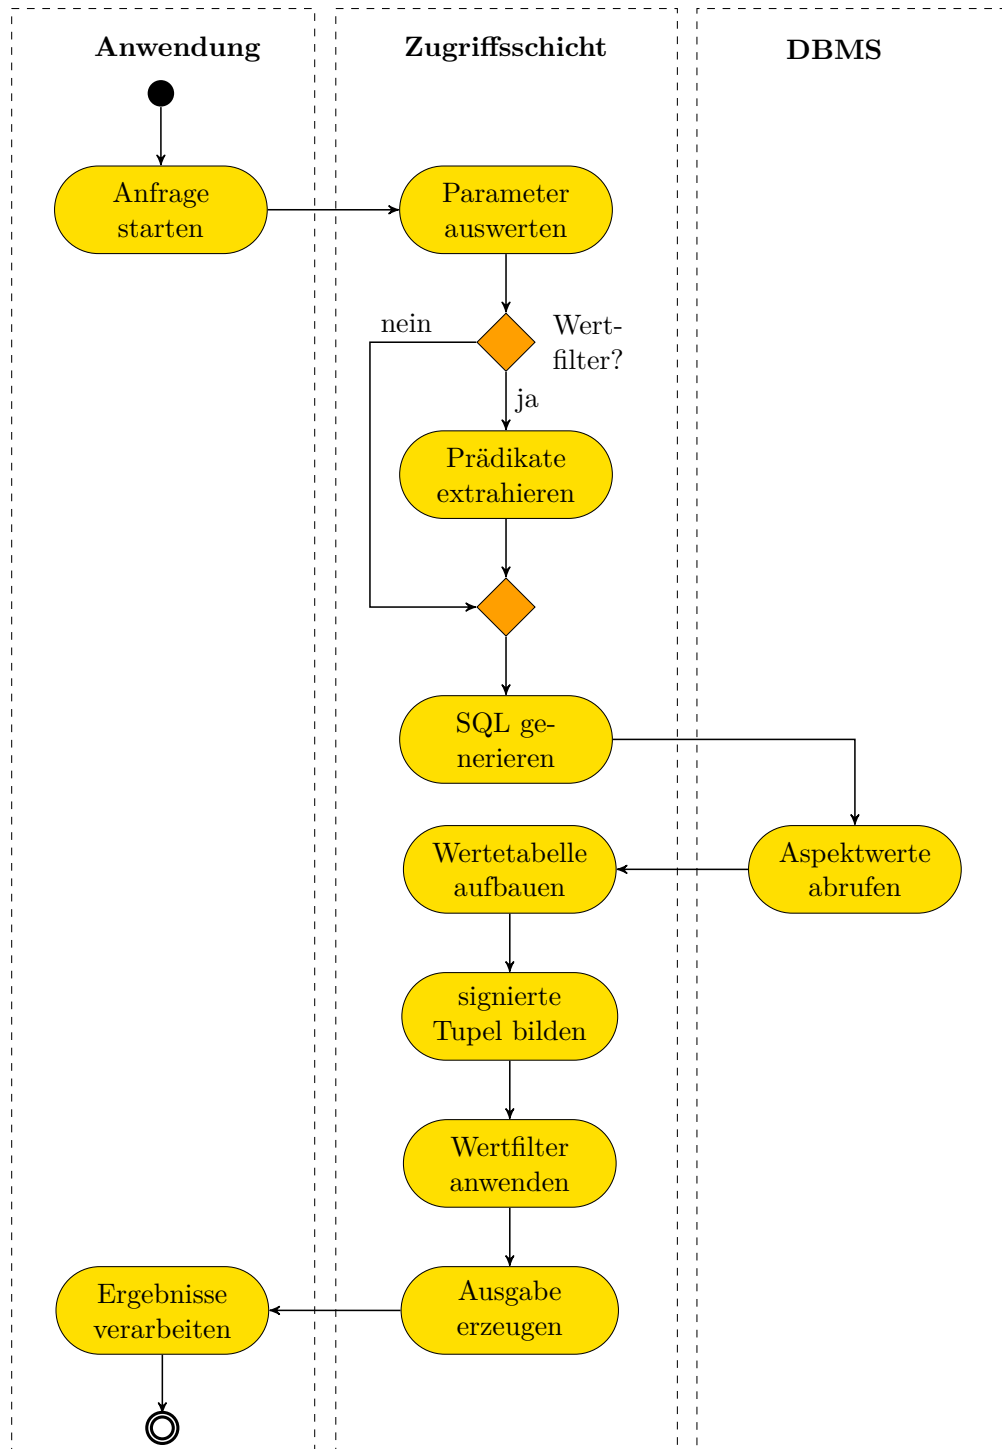 Anwendung
Zugriffsschicht
DBMS
Anfrage
starten
Parameter
auswerten
nein
Wert-
filter?
ja
Prädikate
extrahieren
SQL ge-
nerieren
Wertetabelle
aufbauen
Aspektwerte
abrufen
signierte
Tupel bilden
Wertfilter
anwenden
Ergebnisse
verarbeiten
Ausgabe
erzeugen